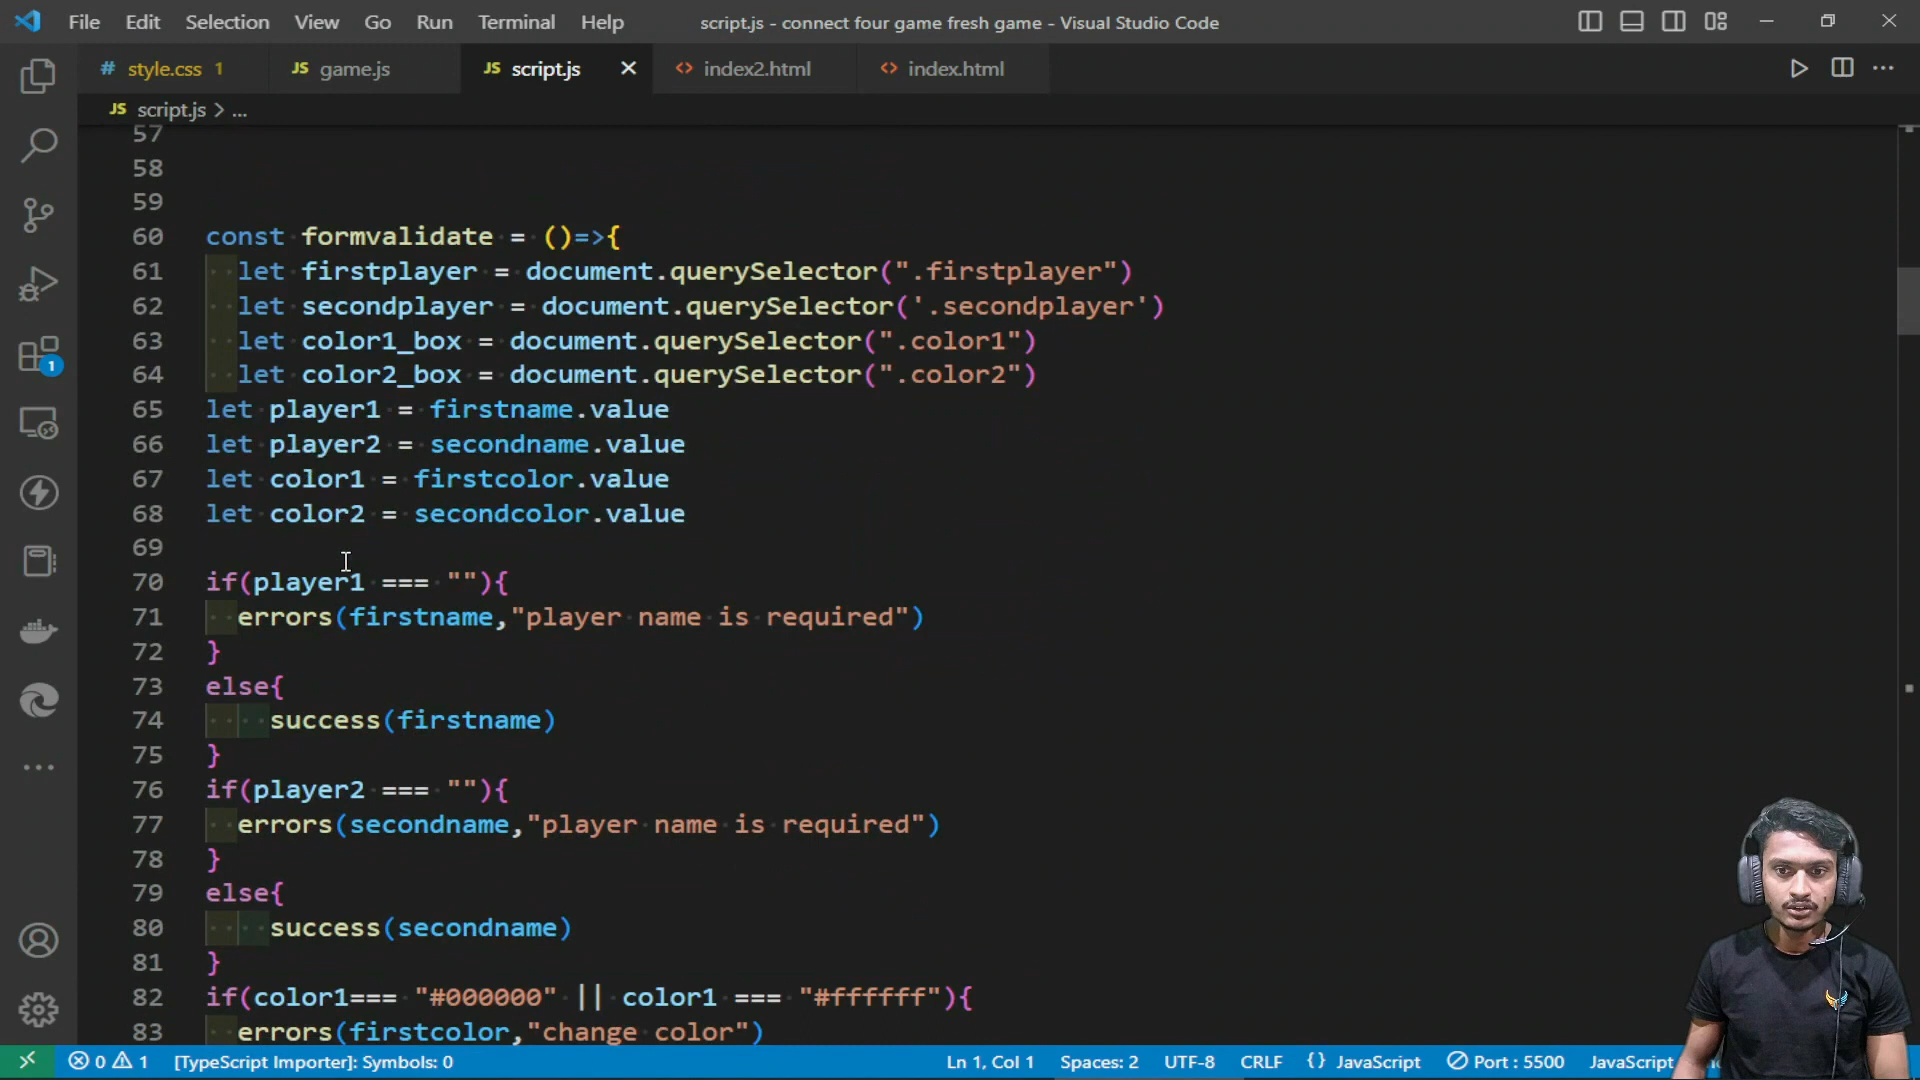 File Edit Selection View Go Run Terminal Help script.js - connect four game fresh game - Visual Studio Code
# style.css 1 JS game.js JS script.js <> index2.html <> index.html
JS script.js > ...
57
58
59
60 const formvalidate = ()=>{
61 let firstplayer = document.querySelector(".firstplayer")
62 let secondplayer = document.querySelector('.secondplayer')
63 let color1_box = document.querySelector(".color1")
64 let color2_box = document.querySelector(".color2")
65 let player1 = firstname.value
66 let player2 = secondname.value
67 let color1 = firstcolor.value
68 let color2 = secondcolor.value
69
70 if(player1 === ""){
71 errors(firstname,"player name is required")
72 }
73 else{
74 success(firstname)
75 }
76 if(player2 === ""){
77 errors(secondname,"player name is required")
78 }
79 else{
80 success(secondname)
81 }
82 if(color1=== "#000000" || color1 === "#ffffff"){
83 errors(firstcolor,"change color")
1
0 1 [TypeScript Importer]: Symbols: 0 Ln 1, Col 1 Spaces: 2 UTF-8 CRLF {} JavaScript Port : 5500 JavaScript